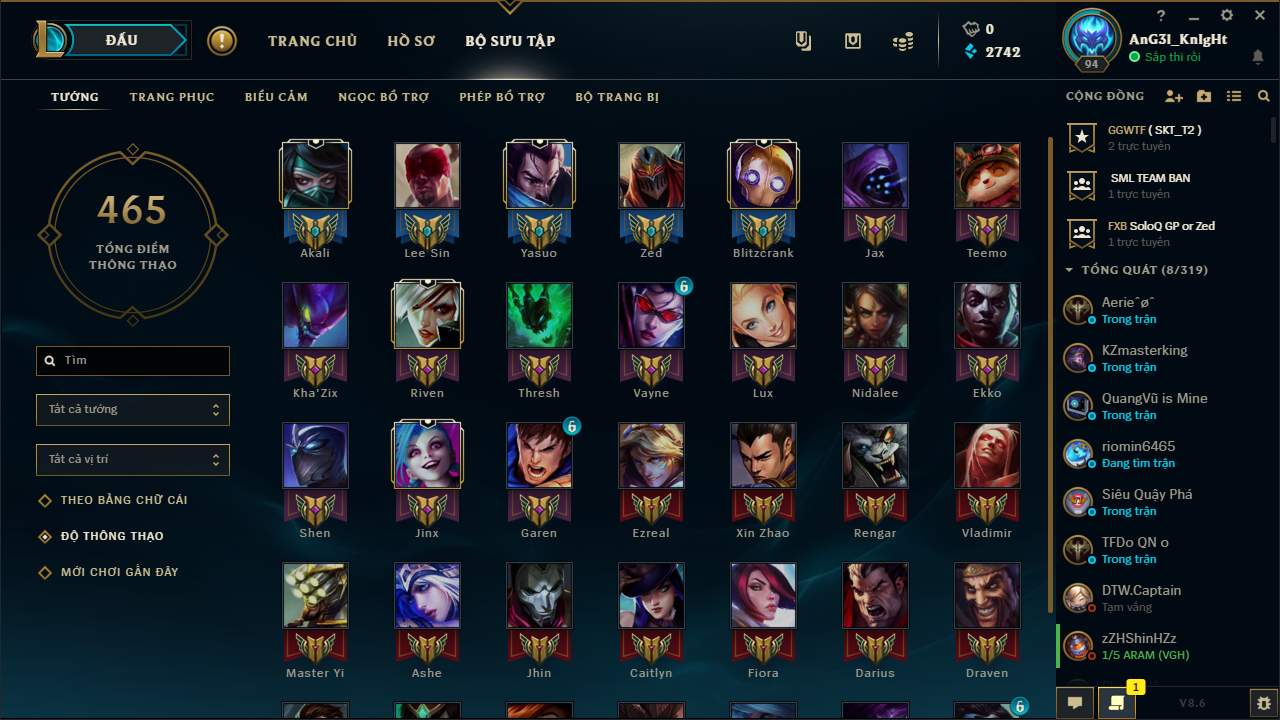 ĐẤU
TRANG CHỦ
HỒ SƠ
BỘ SƯU TẬP
0
2742
94
AnG3l_KnIgHt
Sắp thi rồi
TƯỚNG
TRANG PHỤC
BIỂU CẢM
NGỌC BỔ TRỢ
PHÉP BỔ TRỢ
BỘ TRANG BỊ
CỘNG ĐỒNG
465
TỔNG ĐIỂM
THÔNG THẠO
Tìm
Tất cả tướng
Tất cả vị trí
THEO BẢNG CHỮ CÁI
ĐỘ THÔNG THẠO
MỚI CHƠI GẦN ĐÂY
Akali
Lee Sin
Yasuo
Zed
Blitzcrank
Jax
Teemo
6
Kha'Zix
Riven
Thresh
Vayne
Lux
Nidalee
Ekko
6
Shen
Jinx
Garen
Ezreal
Xin Zhao
Rengar
Vladimir
Master Yi
Ashe
Jhin
Caitlyn
Fiora
Darius
Draven
6
GGWTF ( SKT_T2 )
2 trực tuyến
SML TEAM BAN
1 trực tuyến
FXB SoloQ GP or Zed
1 trực tuyến
TỔNG QUÁT (8/319)
Aerieˆøˆ
Trong trận
KZmasterking
Trong trận
QuangVũ is Mine
Trong trận
riomin6465
Đang tìm trận
Siêu Quậy Phá
Trong trận
TFDo QN o
Trong trận
DTW.Captain
Tạm vắng
zZHShinHZz
1/5 ARAM (VGH)
1
V8.6